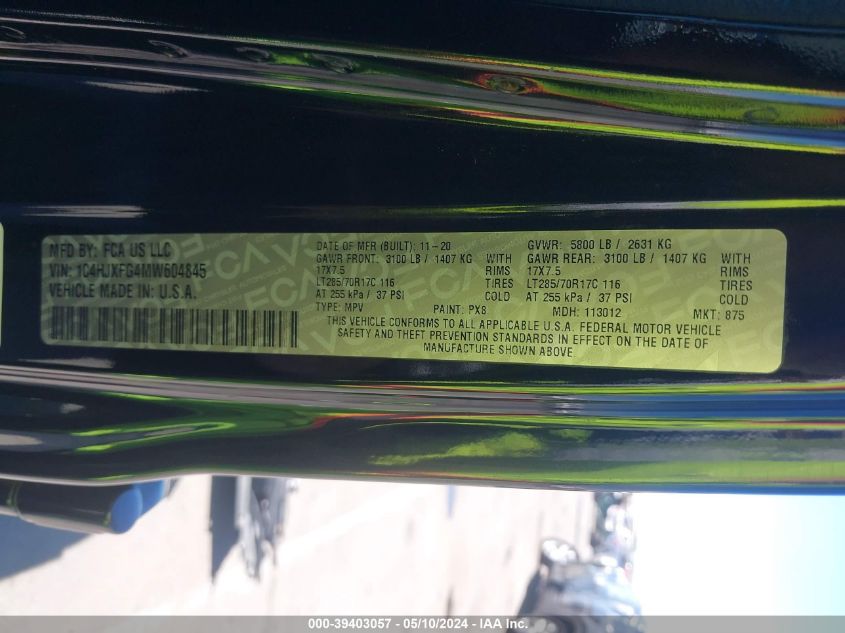 MFD BY: FCA US LLC
VIN: 1C4HJXFG4MW604845
VEHICLE MADE IN: U.S.A.
DATE OF MFR (BUILT): 11-20
GAWR FRONT: 3100 LB / 1407 KG WITH
17X7.5 RIMS
LT285/70R17C 116 TIRES
AT 255 kPa / 37 PSI COLD
TYPE: MPV PAINT: PX8
GVWR: 5800 LB / 2631 KG
GAWR REAR: 3100 LB / 1407 KG WITH
17X7.5 RIMS
LT285/70R17C 116 TIRES
AT 255 kPa / 37 PSI COLD
MDH: 113012 MKT: 875
THIS VEHICLE CONFORMS TO ALL APPLICABLE U.S.A. FEDERAL MOTOR VEHICLE
SAFETY AND THEFT PREVENTION STANDARDS IN EFFECT ON THE DATE OF
MANUFACTURE SHOWN ABOVE.
000-39403057 - 05/10/2024 - IAA Inc.